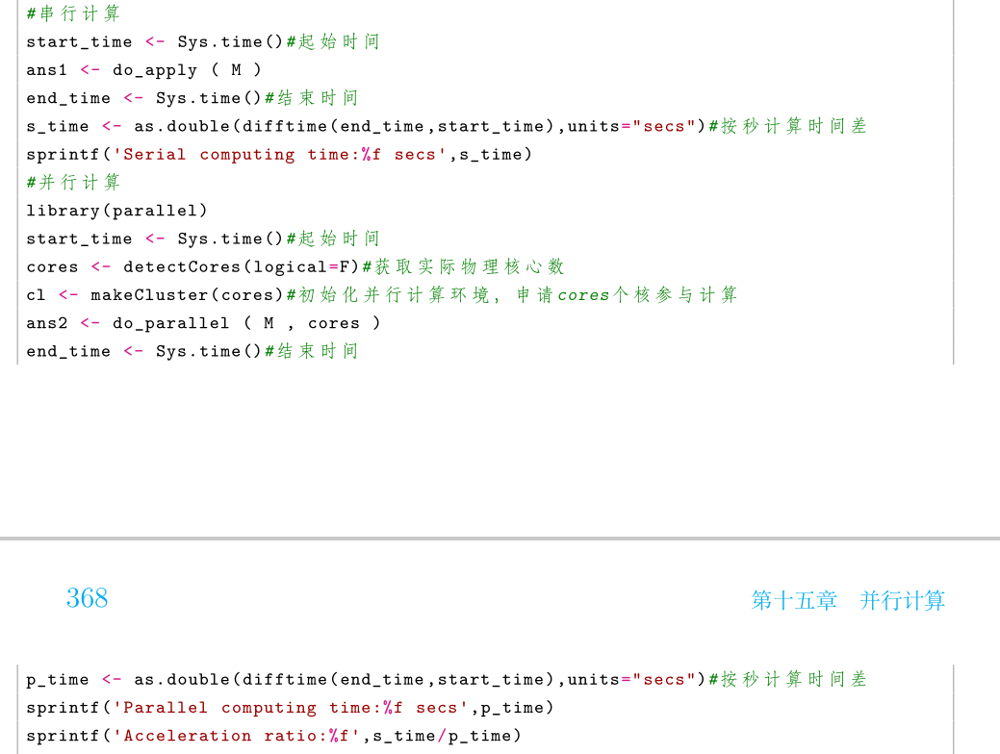 #串行计算
start_time <- Sys.time()#起始时间
ans1 <- do_apply ( M )
end_time <- Sys.time()#结束时间
s_time <- as.double(difftime(end_time,start_time),units="secs")#按秒计算时间差
sprintf('Serial computing time:%f secs',s_time)
#并行计算
library(parallel)
start_time <- Sys.time()#起始时间
cores <- detectCores(logical=F)#获取实际物理核心数
cl <- makeCluster(cores)#初始化并行计算环境，申请cores个核参与计算
ans2 <- do_parallel ( M , cores )
end_time <- Sys.time()#结束时间
368 第十五章 并行计算
p_time <- as.double(difftime(end_time,start_time),units="secs")#按秒计算时间差
sprintf('Parallel computing time:%f secs',p_time)
sprintf('Acceleration ratio:%f',s_time/p_time)